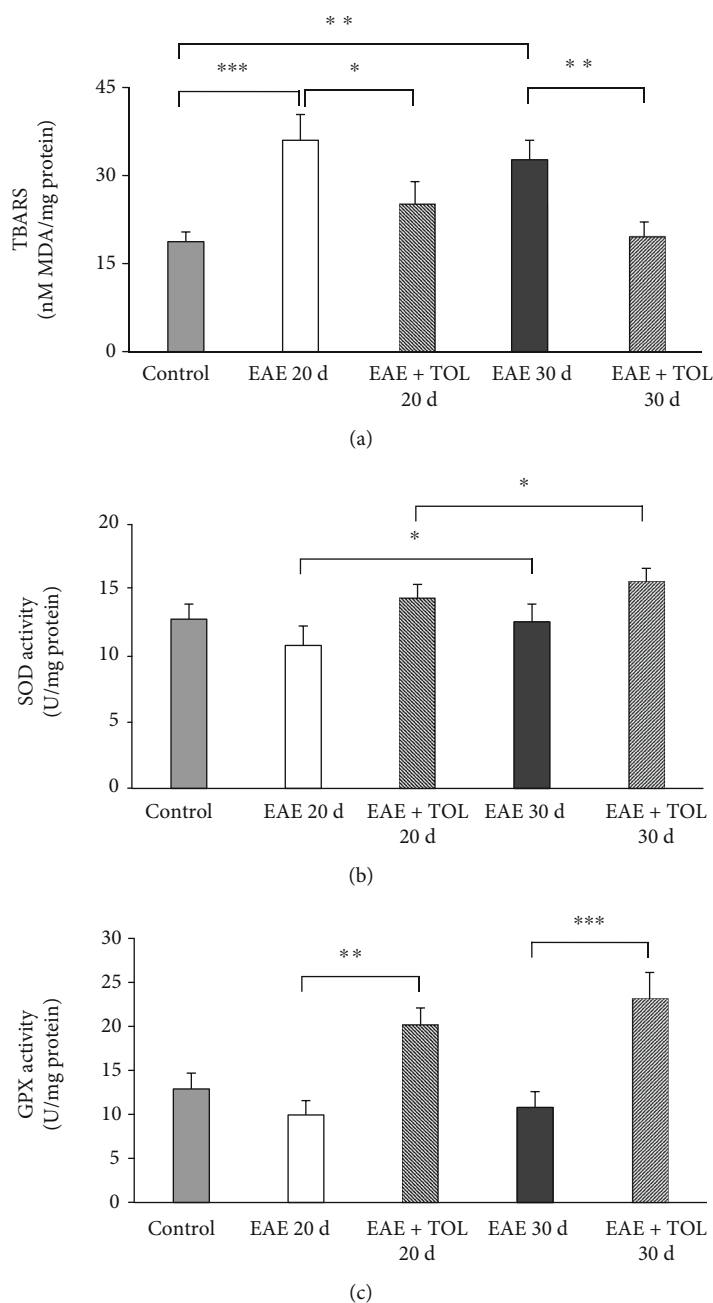 * *
***
*
* *
45
30
15
0
TBARS
(nM MDA/mg protein)
Control
EAE 20 d
EAE + TOL
20 d
EAE 30 d
EAE + TOL
30 d
(a)
*
*
20
15
10
5
0
SOD activity
(U/mg protein)
Control
EAE 20 d
EAE + TOL
20 d
EAE 30 d
EAE + TOL
30 d
(b)
***
**
30
25
20
15
10
5
0
GPX activity
(U/mg protein)
Control
EAE 20 d
EAE + TOL
20 d
EAE 30 d
EAE + TOL
30 d
(c)